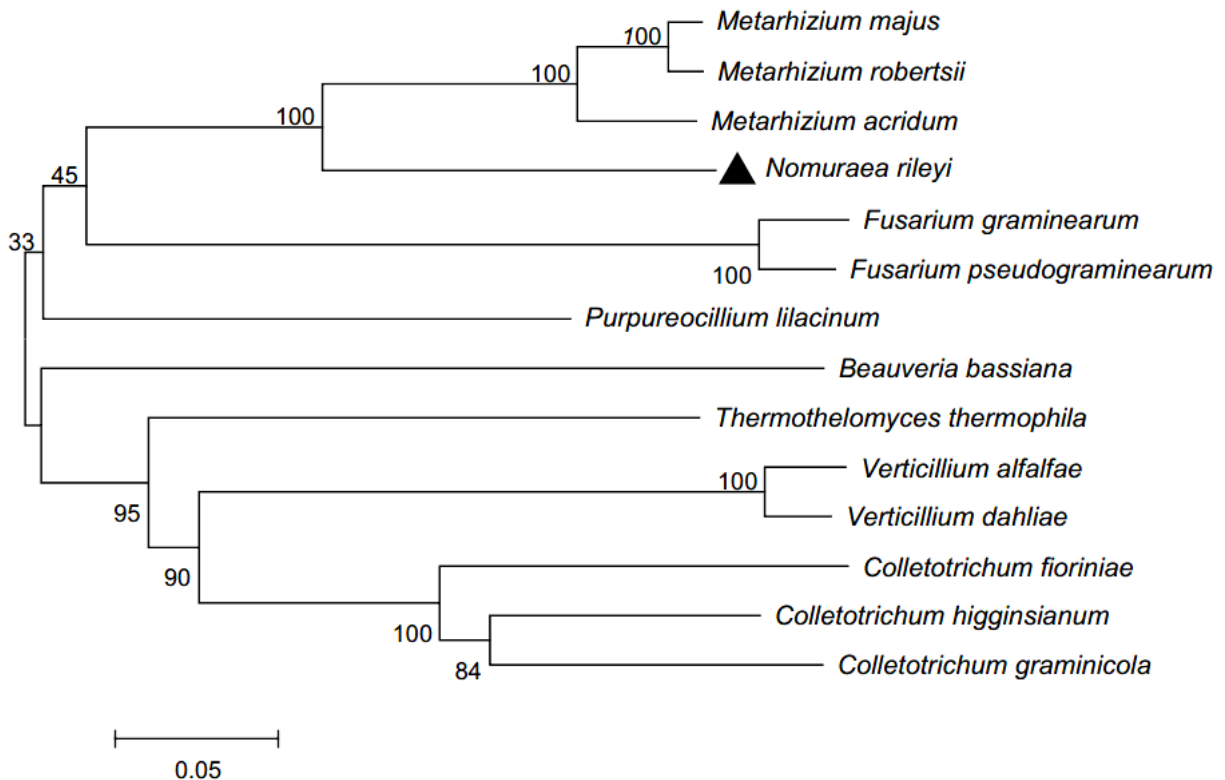 Metarhizium majus
100
Metarhizium robertsii
100
Metarhizium acridum
100
Nomuraea rileyi
45
Fusarium graminearum
33
Fusarium pseudograminearum
100
Purpureocillium lilacinum
Beauveria bassiana
Thermothelomyces thermophila
Verticillium alfalfae
100
95
Verticillium dahliae
Colletotrichum fioriniae
90
Colletotrichum higginsianum
100
Colletotrichum graminicola
84
0.05